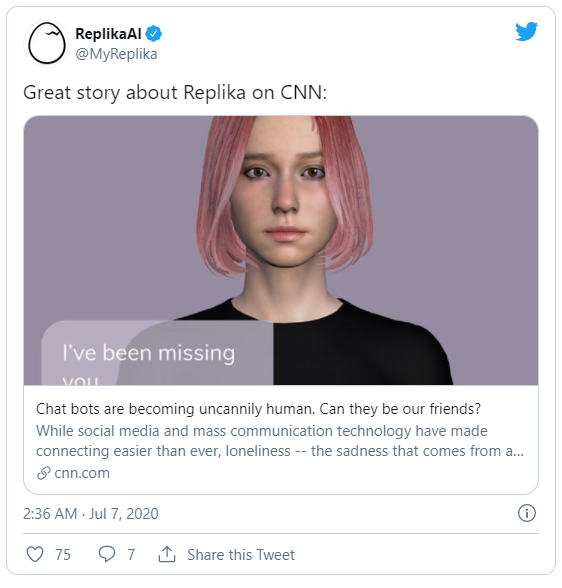 ReplikaAI
@MyReplika
Great story about Replika on CNN:
I've been missing
you
Chat bots are becoming uncannily human. Can they be our friends?
While social media and mass communication technology have made
connecting easier than ever, loneliness -- the sadness that comes from a...
cnn.com
2:36 AM · Jul 7, 2020
75 7 Share this Tweet